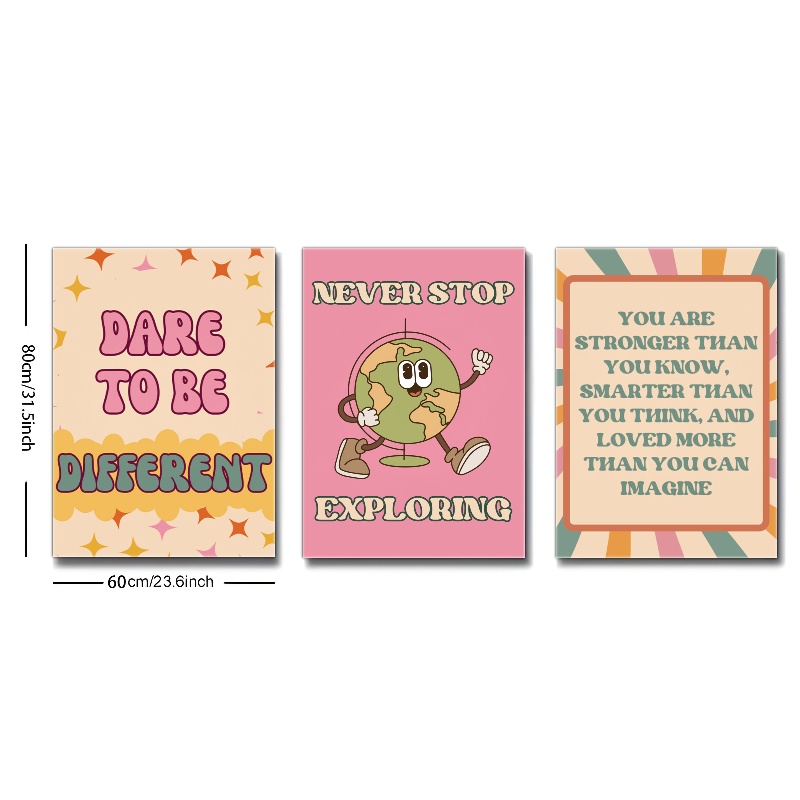 80cm/31.5inch
DARE
TO BE
DIFFERENT
60cm/23.6inch
NEVER STOP
EXPLORING
YOU ARE
STRONGER THAN
YOU KNOW,
SMARTER THAN
YOU THINK, AND
LOVED MORE
THAN YOU CAN
IMAGINE